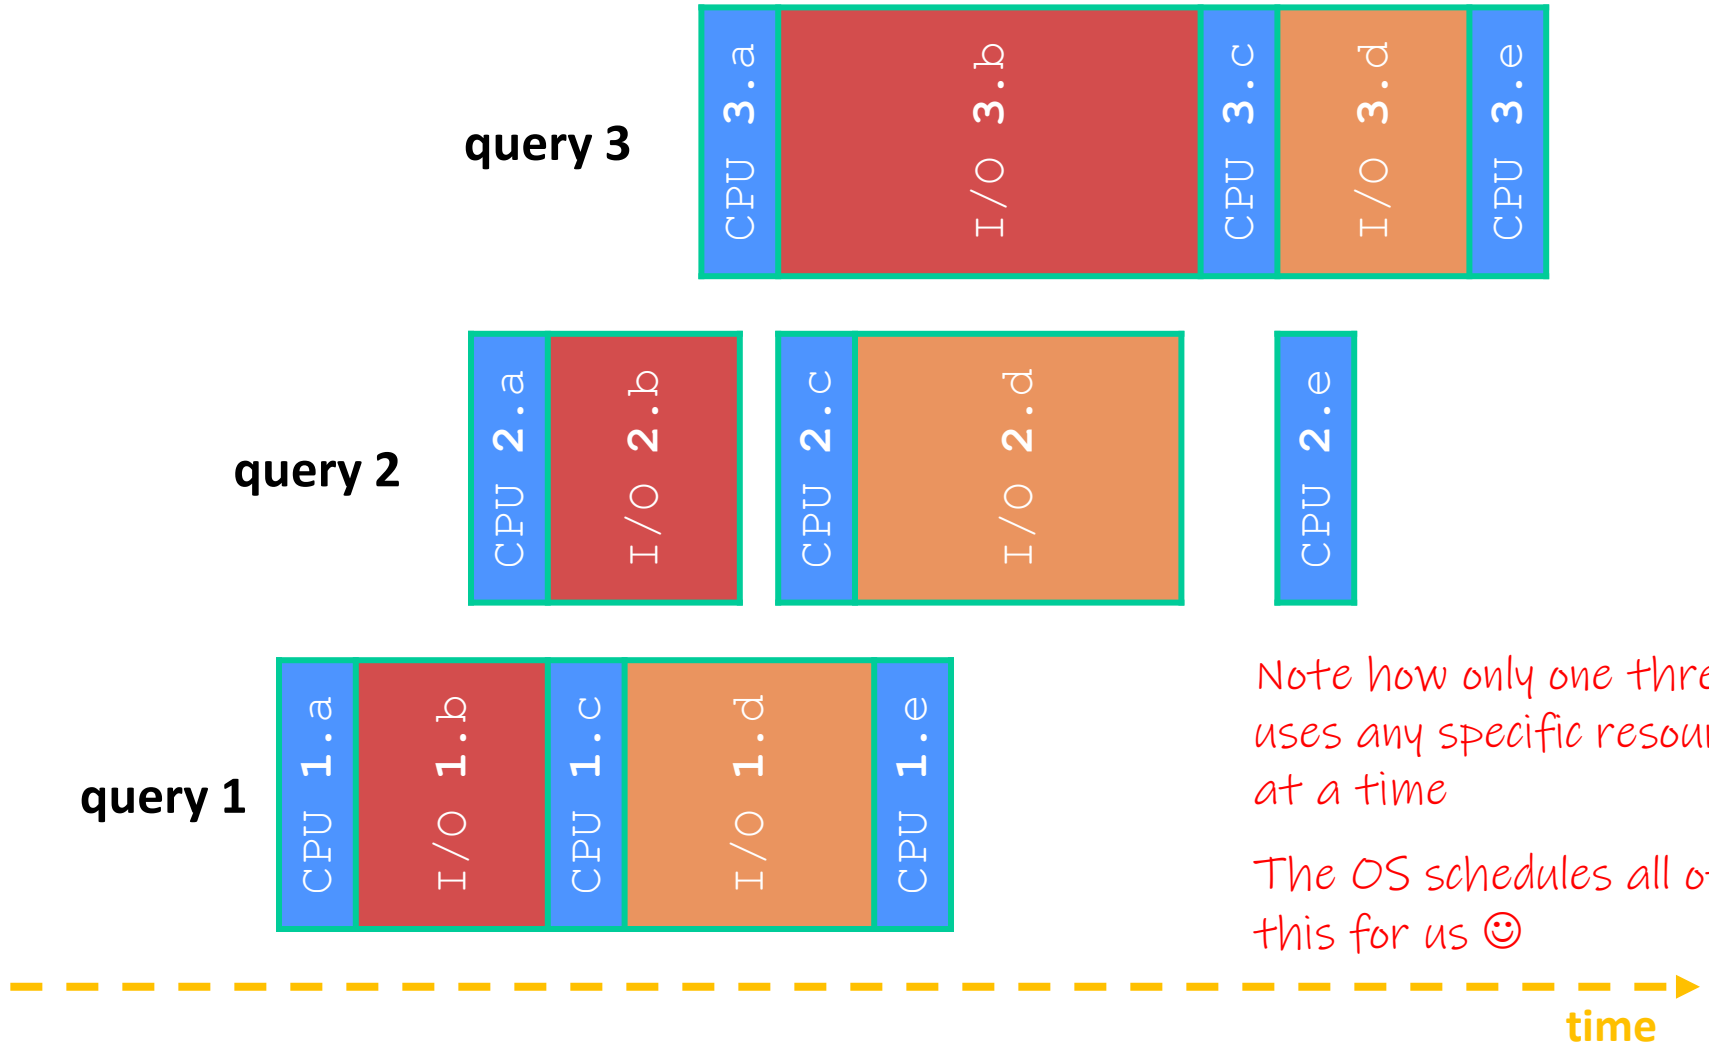 query 3
CPU 3.a
I/O 3.b
CPU 3.c
I/O 3.d
CPU 3.e
query 2
CPU 2.a
I/O 2.b
CPU 2.c
I/O 2.d
CPU 2.e
query 1
CPU 1.a
I/O 1.b
CPU 1.c
I/O 1.d
CPU 1.e
Note how only one
uses any specific
at a time
The OS schedules all
this for us ☺
time